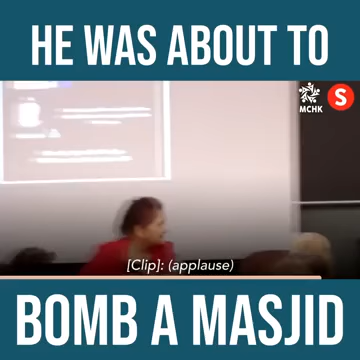 HE WAS ABOUT TO
MCHK
S
[Clip]: (applause)
BOMB A MASJID